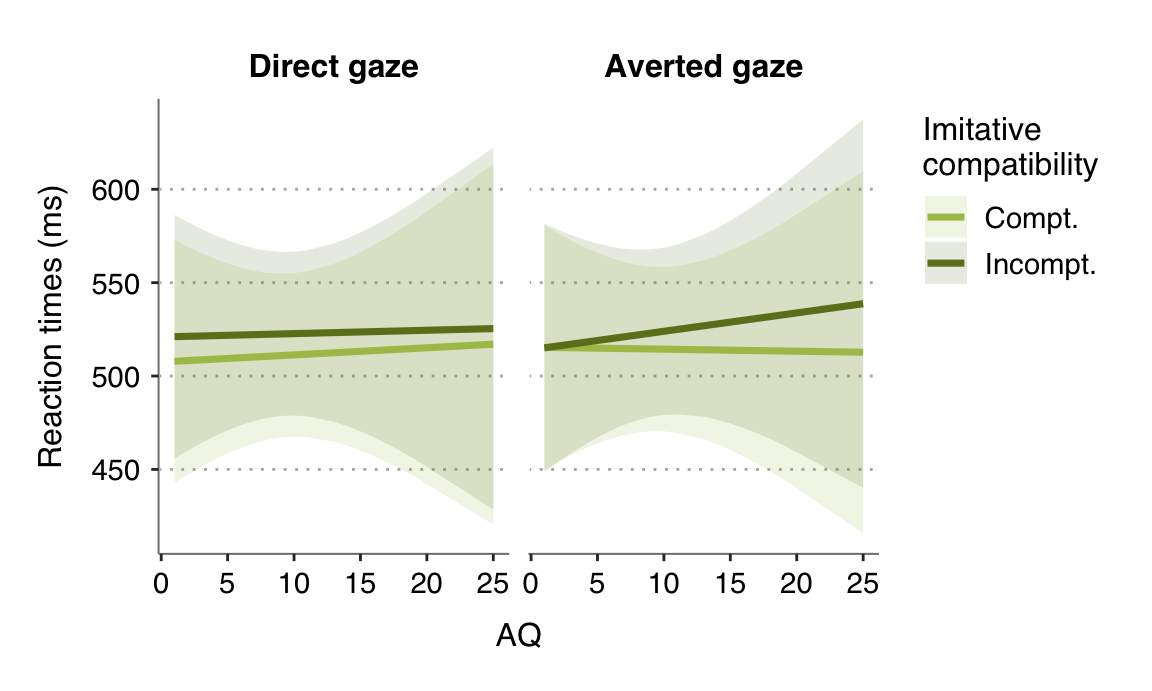 Direct gaze
Averted gaze
Imitative
compatibility
Compt.
Incompt.
Reaction times (ms)
600
550
500
450
0 5 10 15 20 25
0 5 10 15 20 25
AQ